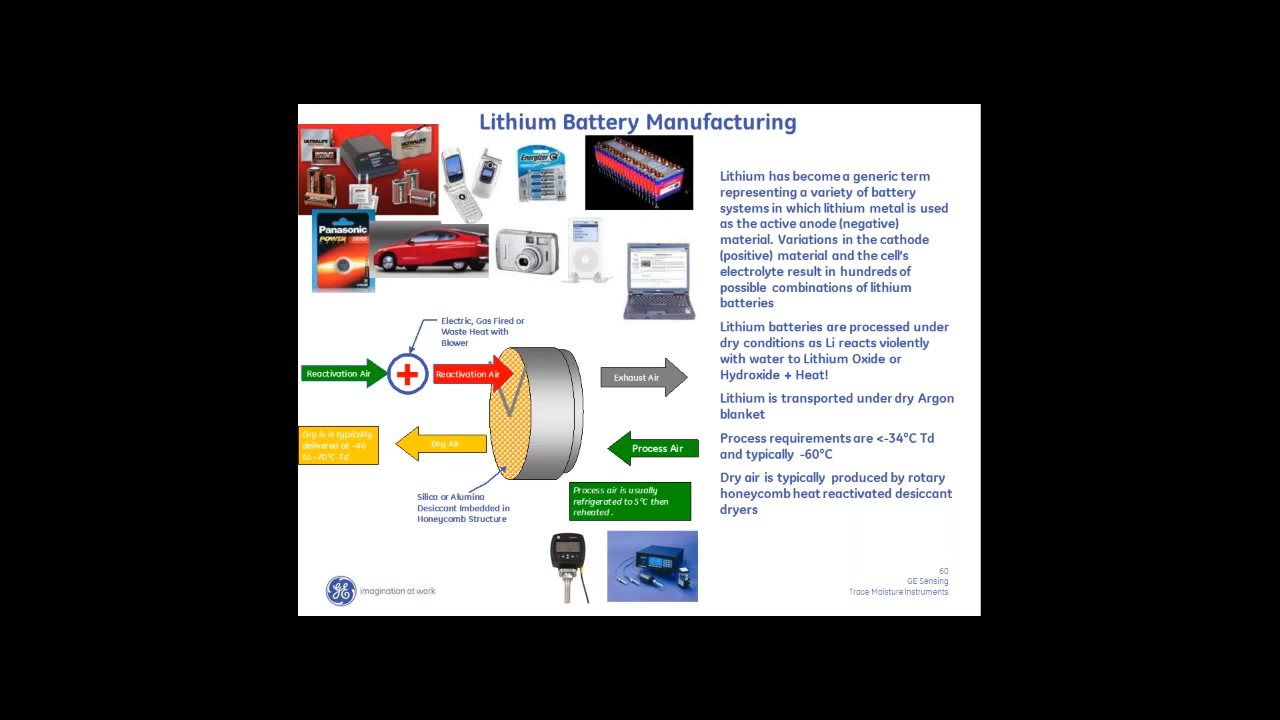 Lithium Battery Manufacturing
ULTRALIFE
ULTRALIFE
Energizer
Panasonic
POWER
Lithium has become a generic term
representing a variety of battery
systems in which lithium metal is used
as the active anode (negative)
material. Variations in the cathode
(positive) material and the cell's
electrolyte result in hundreds of
possible combinations of lithium
batteries
Lithium batteries are processed under
dry conditions as Li reacts violently
with water to Lithium Oxide or
Hydroxide + Heat!
Lithium is transported under dry Argon
blanket
Process requirements are <-34°C Td
and typically -60°C
Dry air is typically produced by rotary
honeycomb heat reactivated desiccant
dryers
Electric, Gas Fired or
Waste Heat with
Blower
Reactivation Air
Reactivation Air
Exhaust Air
Dry is is typically
delivered at -40
to -70°C Td
Dry Air
Process Air
Silica or Alumina
Desiccant Imbedded in
Honeycomb Structure
Process air is usually
refrigerated to 5°C then
reheated .
GE
imagination at work
60
GE Sensing
Trace Moisture Instruments